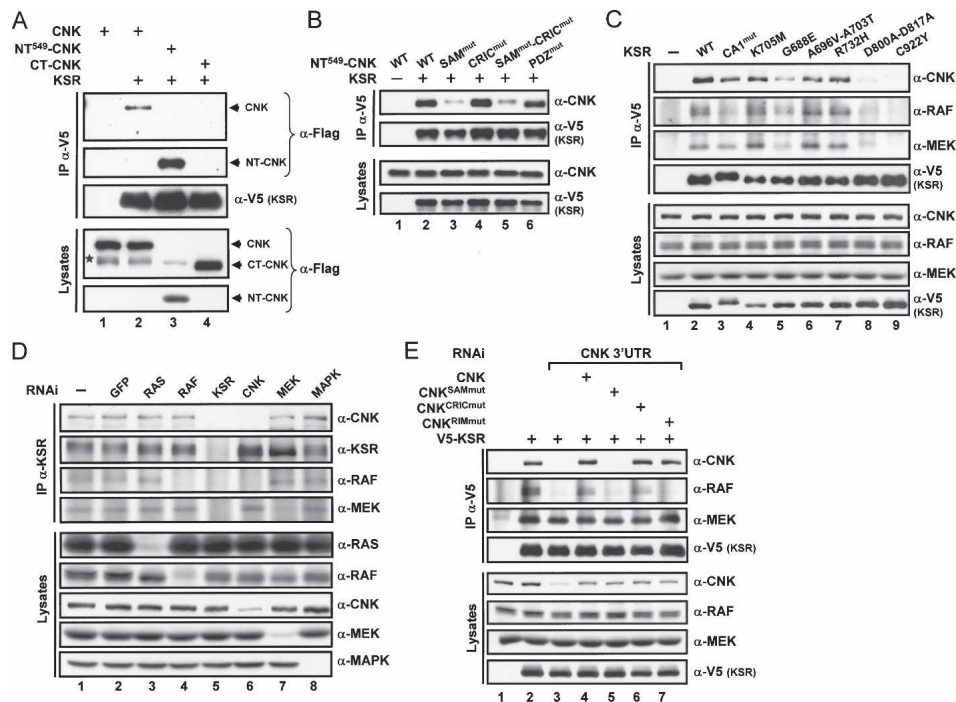 A
CNK + +
NT549-CNK +
CT-CNK +
KSR + + +
IP α-V5
CNK
NT-CNK
α-Flag
α-V5 (KSR)
Lysates
CNK
*
CT-CNK
NT-CNK
α-Flag
1 2 3 4
B
NT549-CNK WT WT SAMmut CRICmut SAMmut-CRICmut PDZmut
KSR – + + + + +
IP α-V5
α-CNK
α-V5 (KSR)
Lysates
α-CNK
α-V5 (KSR)
1 2 3 4 5 6
C
KSR – WT CA1mut K705M G688E A696V-A703T R732H D800A-D817A C922Y
IP α-V5
α-CNK
α-RAF
α-MEK
α-V5 (KSR)
Lysates
α-CNK
α-RAF
α-MEK
α-V5 (KSR)
1 2 3 4 5 6 7 8 9
D
RNAi – GFP RAS RAF KSR CNK MEK MAPK
IP α-KSR
α-CNK
α-KSR
α-RAF
α-MEK
Lysates
α-RAS
α-RAF
α-CNK
α-MEK
α-MAPK
1 2 3 4 5 6 7 8
E
RNAi CNK 3'UTR
CNK +
CNKSAMmut +
CNKCRICmut +
CNKRIMmut +
V5-KSR + + + + + +
IP α-V5
α-CNK
α-RAF
α-MEK
α-V5 (KSR)
Lysates
α-CNK
α-RAF
α-MEK
α-V5 (KSR)
1 2 3 4 5 6 7